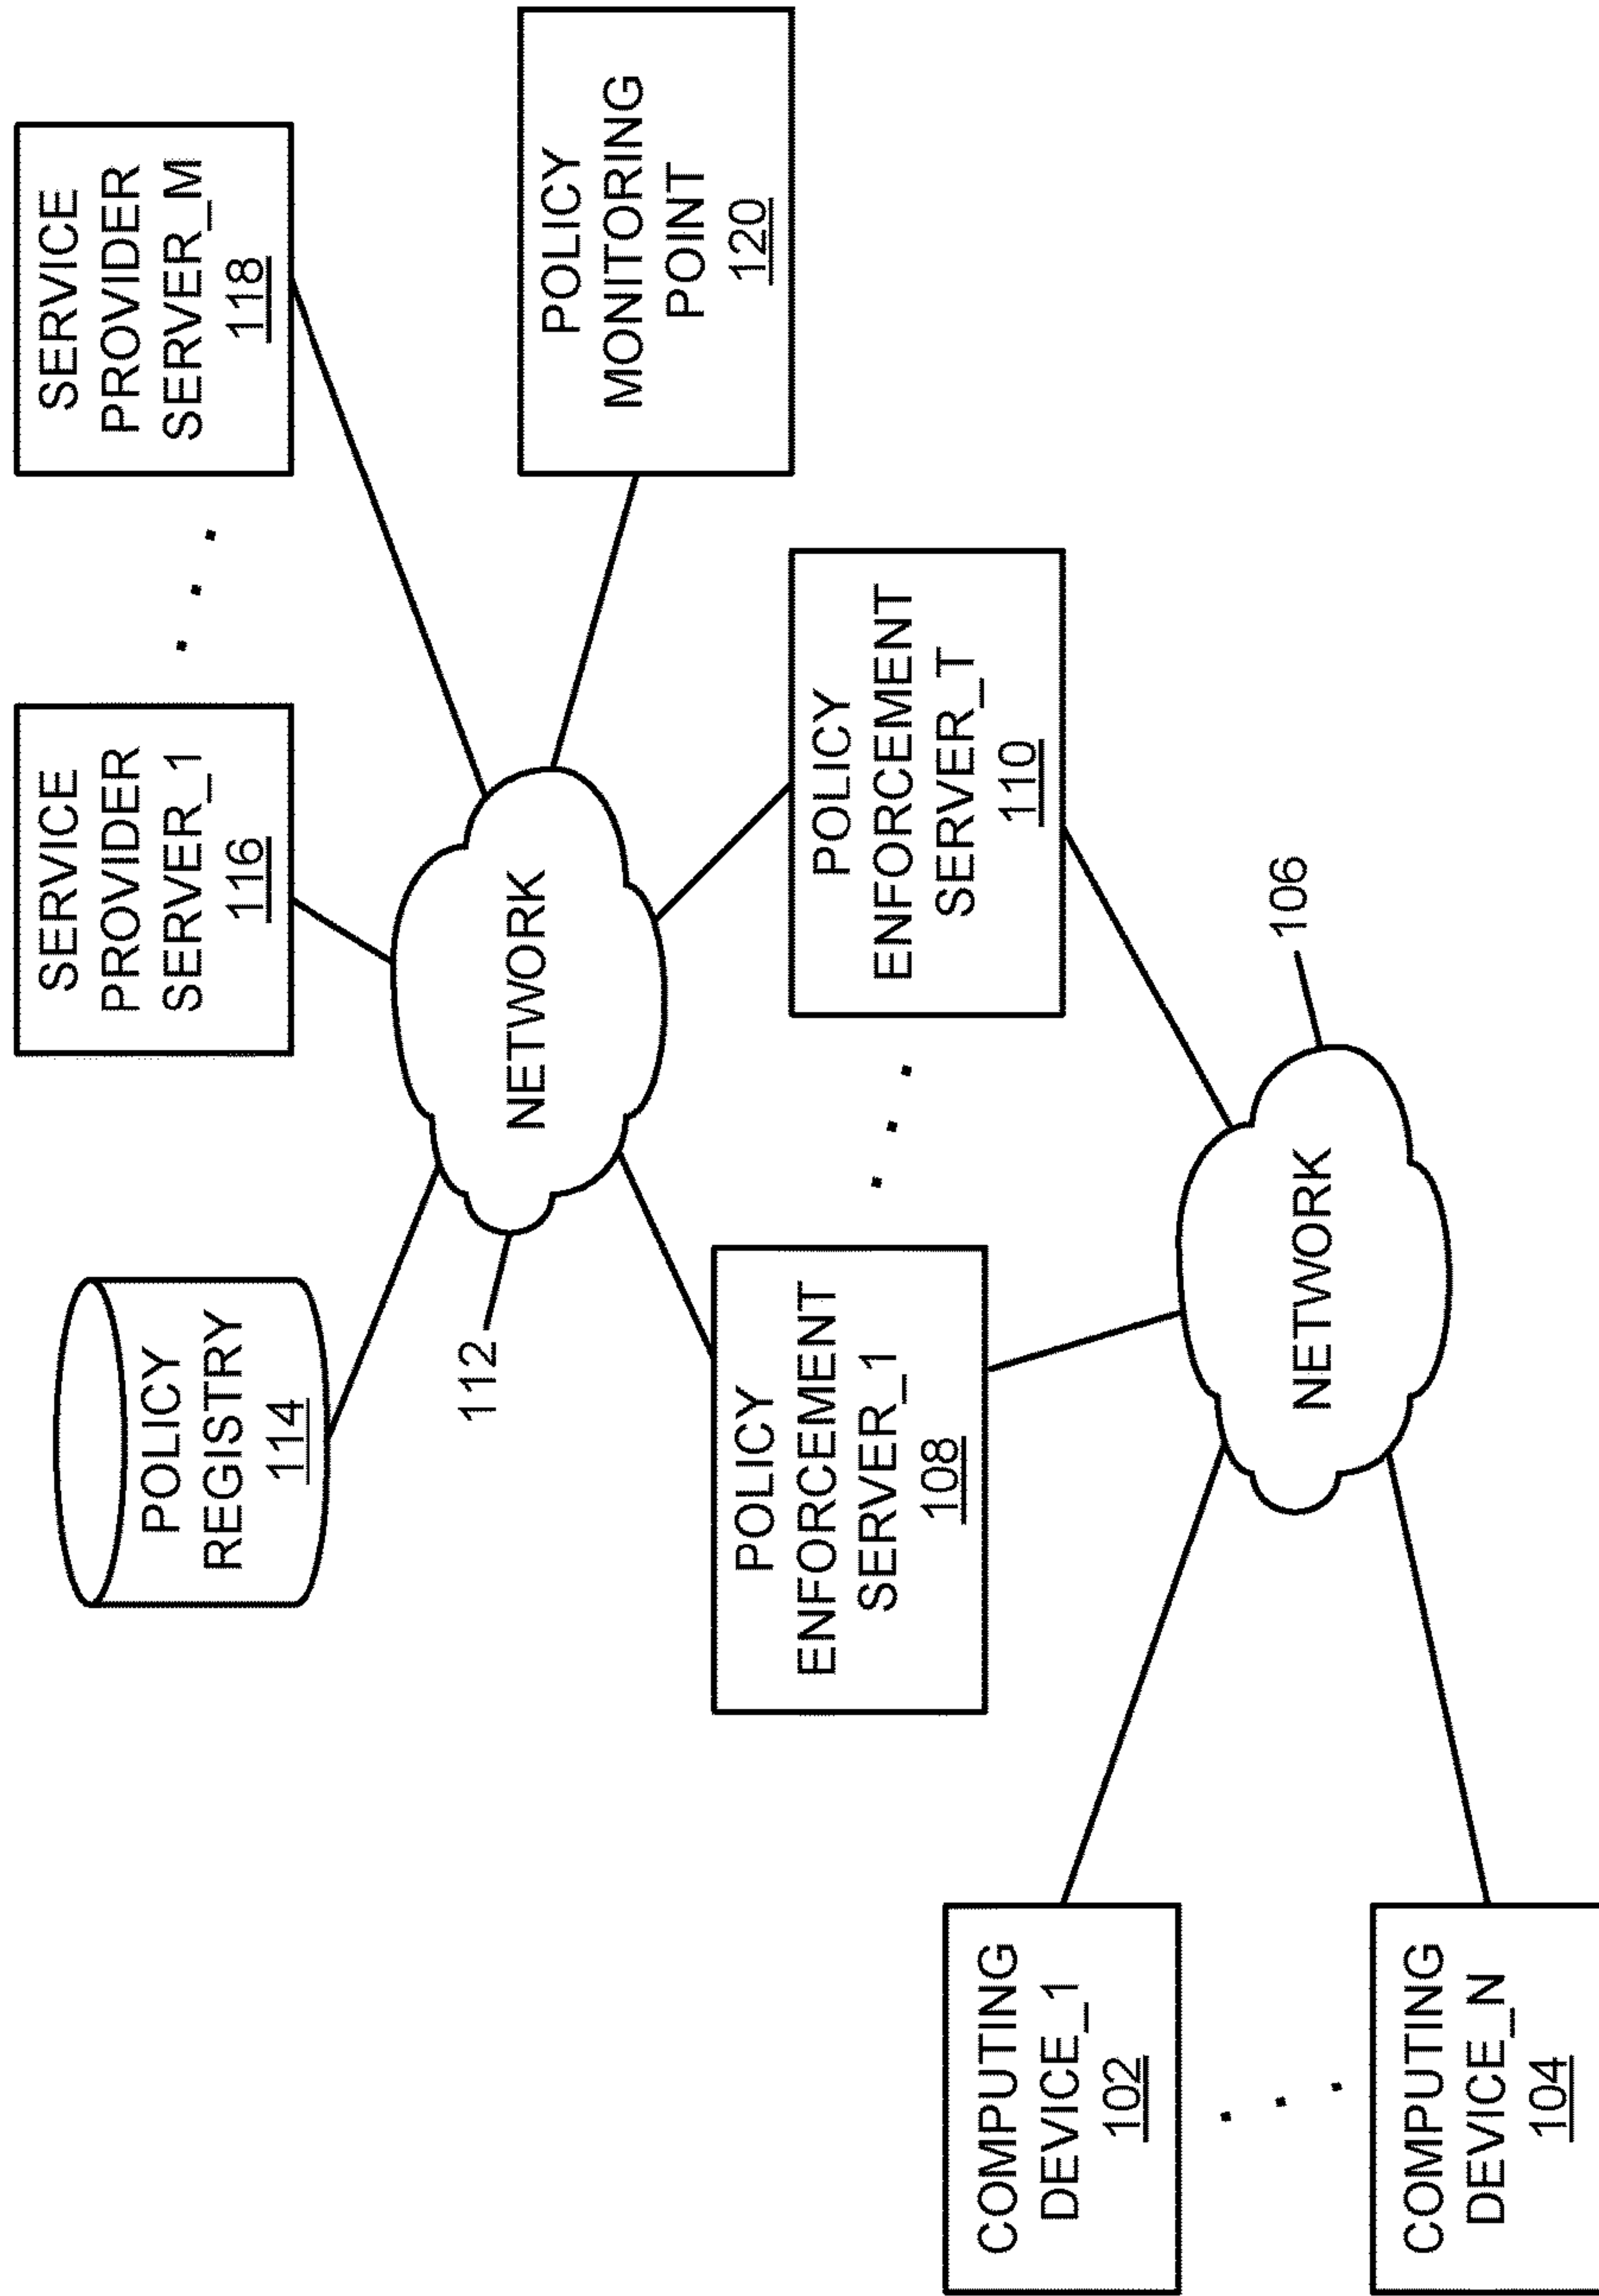 POLICY
REGISTRY
114
SERVICE
PROVIDER
SERVER_1
116
. . .
SERVICE
PROVIDER
SERVER_M
118
NETWORK
112
POLICY
MONITORING
POINT
120
POLICY
ENFORCEMENT
SERVER_1
108
. . .
POLICY
ENFORCEMENT
SERVER_T
110
COMPUTING
DEVICE_1
102
. . .
COMPUTING
DEVICE_N
104
NETWORK
106